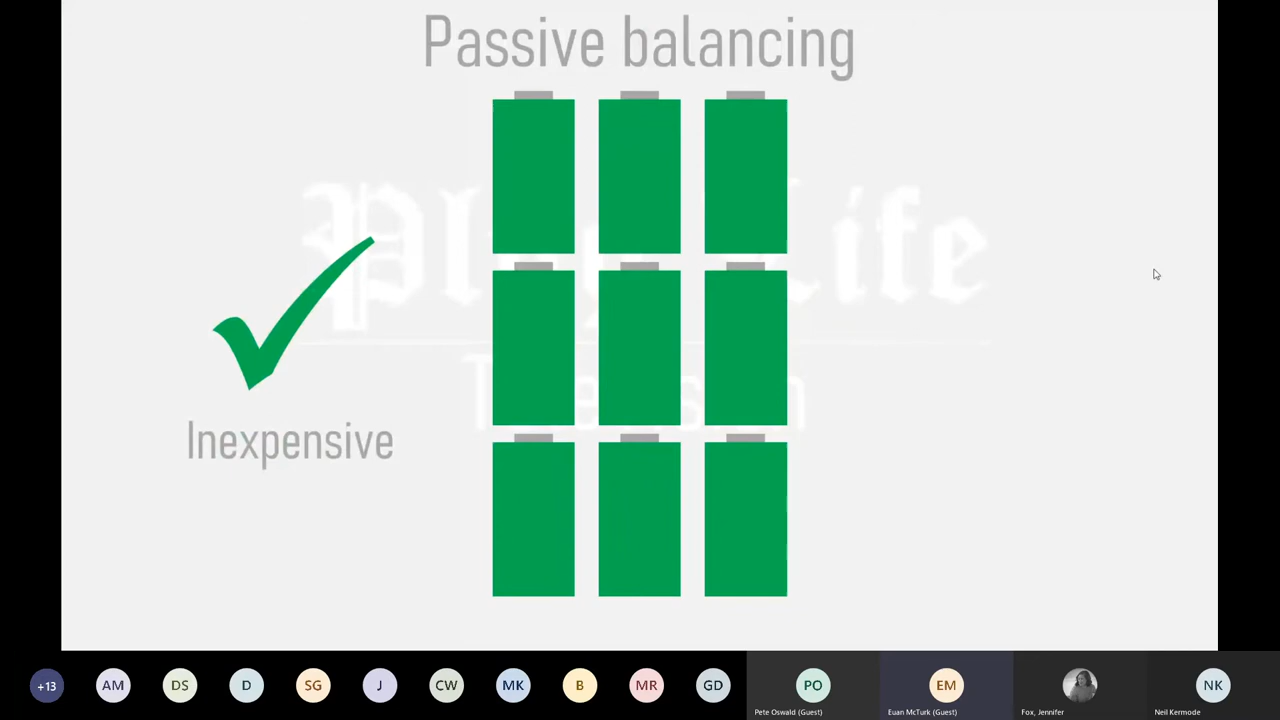 Passive balancing
Inexpensive
+13
AM
DS
D
SG
J
CW
MK
B
MR
GD
PO
EM
NK
Pete Oswald (Guest)
Euan McTurk (Guest)
Fox, Jennifer
Neil Kermode